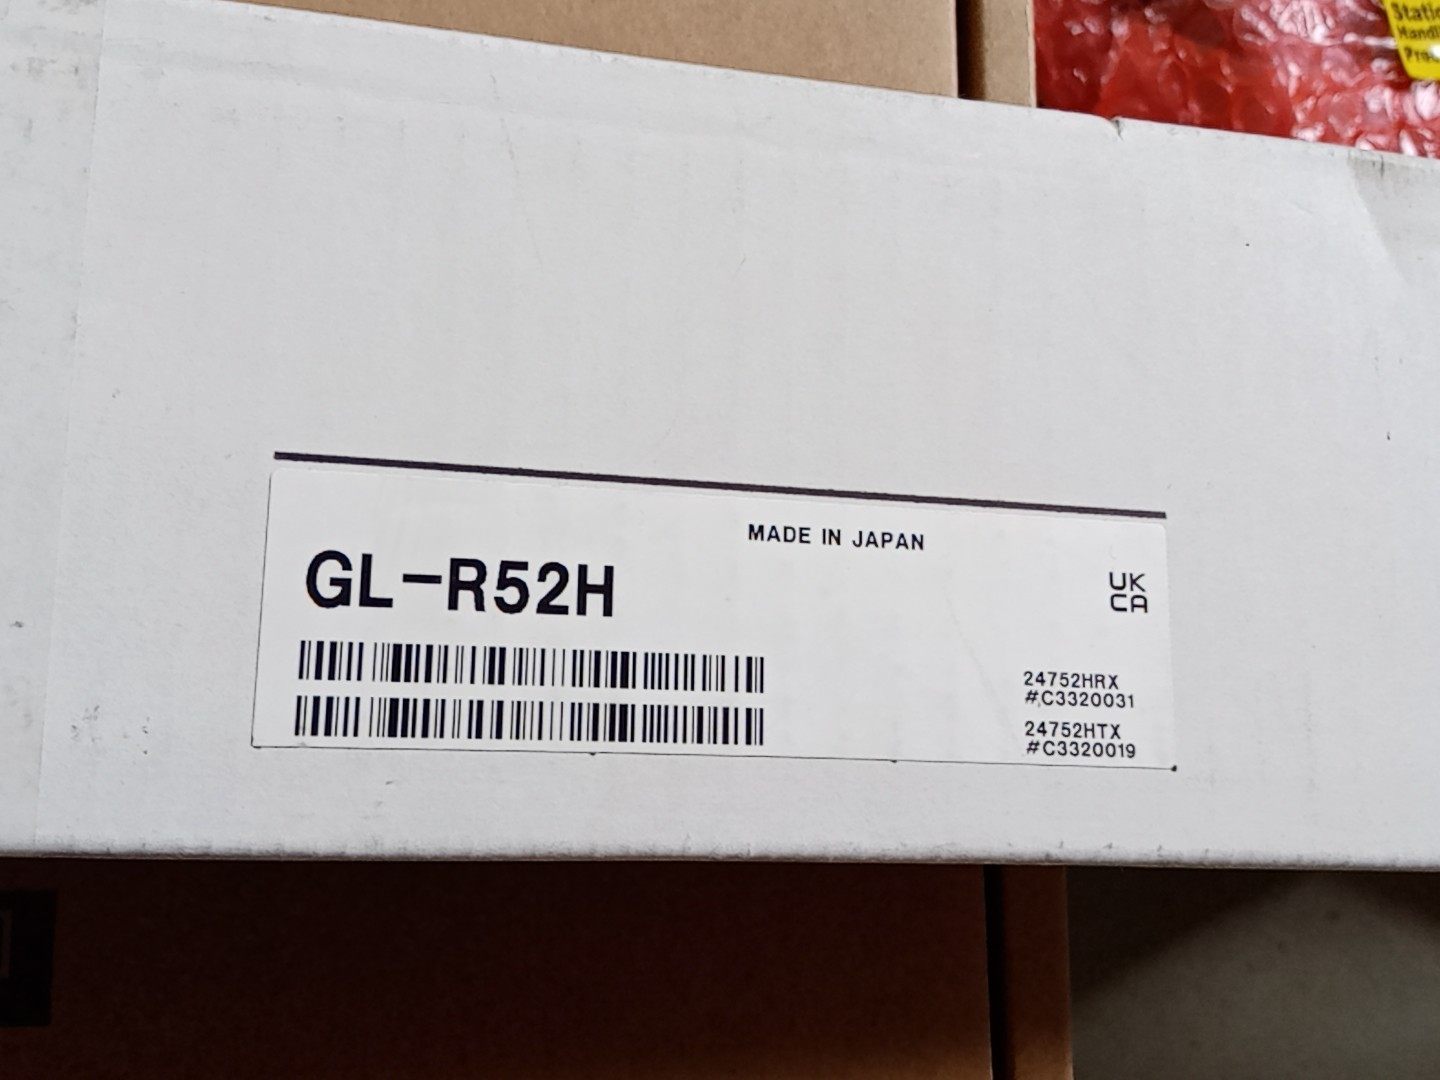 MADE IN JAPAN
GL-R52H
UK
CA
24752HRX
#C3320031
24752HTX
#C3320019